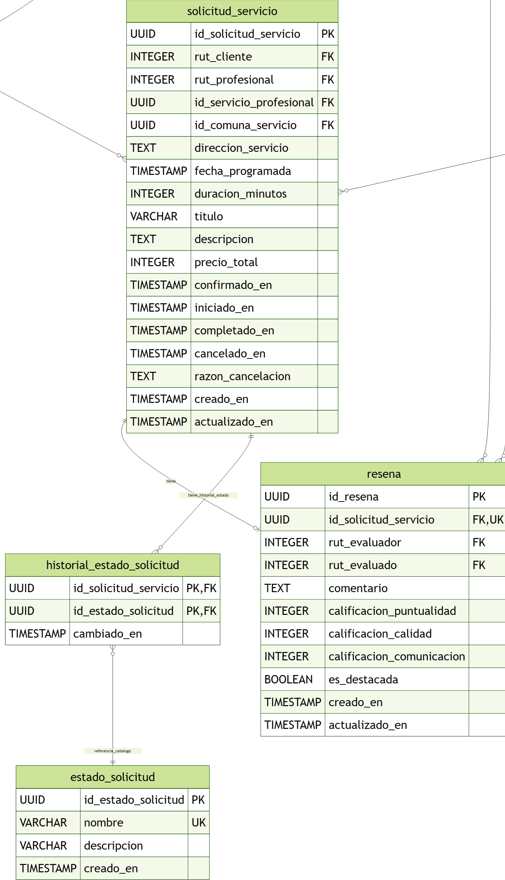 solicitud_servicio
UUID id_solicitud_servicio PK
INTEGER rut_cliente FK
INTEGER rut_profesional FK
UUID id_servicio_profesional FK
UUID id_comuna_servicio FK
TEXT direccion_servicio
TIMESTAMP fecha_programada
INTEGER duracion_minutos
VARCHAR titulo
TEXT descripcion
INTEGER precio_total
TIMESTAMP confirmado_en
TIMESTAMP iniciado_en
TIMESTAMP completado_en
TIMESTAMP cancelado_en
TEXT razon_cancelacion
TIMESTAMP creado_en
TIMESTAMP actualizado_en
tiene
tiene_historial_estado
resena
UUID id_resena PK
UUID id_solicitud_servicio FK,UK
INTEGER rut_evaluador FK
INTEGER rut_evaluado FK
TEXT comentario
INTEGER calificacion_puntualidad
INTEGER calificacion_calidad
INTEGER calificacion_comunicacion
BOOLEAN es_destacada
TIMESTAMP creado_en
TIMESTAMP actualizado_en
historial_estado_solicitud
UUID id_solicitud_servicio PK,FK
UUID id_estado_solicitud PK,FK
TIMESTAMP cambiado_en
referencia_catalogo
estado_solicitud
UUID id_estado_solicitud PK
VARCHAR nombre UK
VARCHAR descripcion
TIMESTAMP creado_en